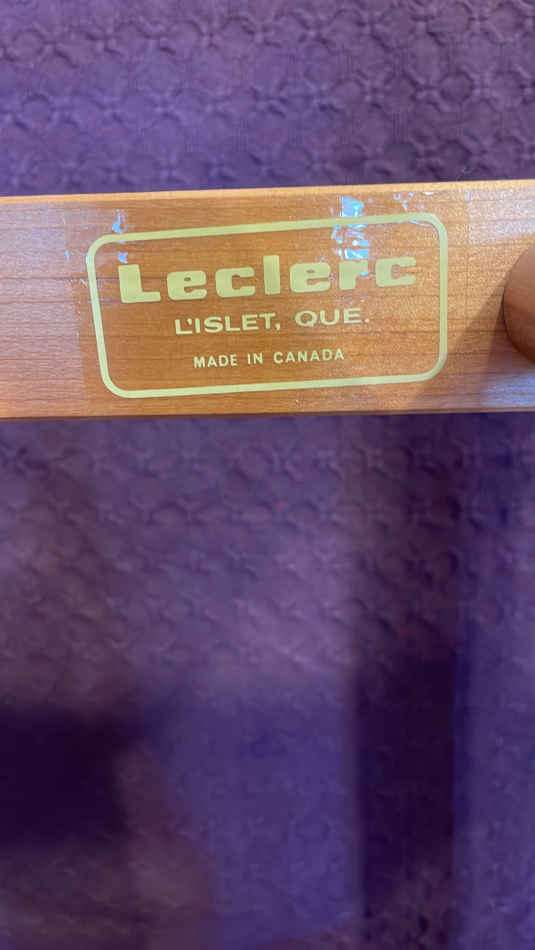 Leclerc
L'ISLET, QUE.
MADE IN CANADA